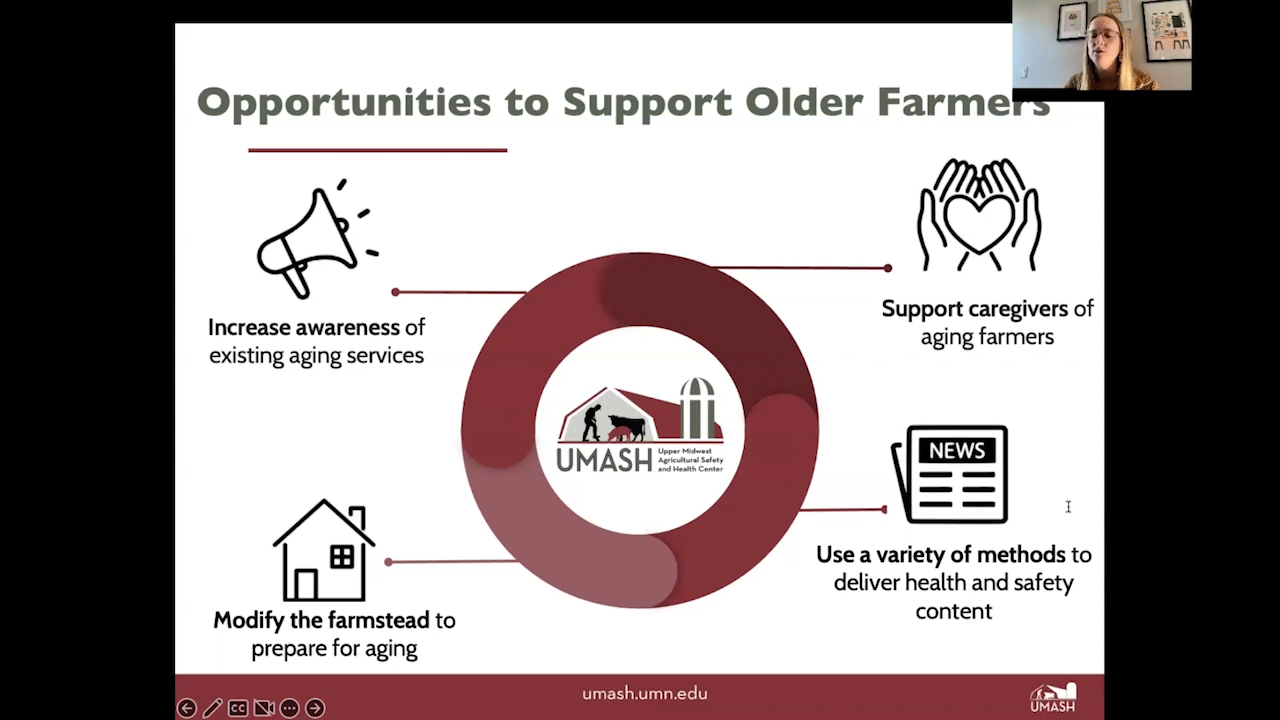 Opportunities to Support Older Farmers
Increase awareness of
existing aging services
Support caregivers of
aging farmers
UMASH
Upper Midwest
Agricultural Safety
and Health Center
NEWS
Modify the farmstead to
prepare for aging
Use a variety of methods to
deliver health and safety
content
umash.umn.edu
UMASH
CC